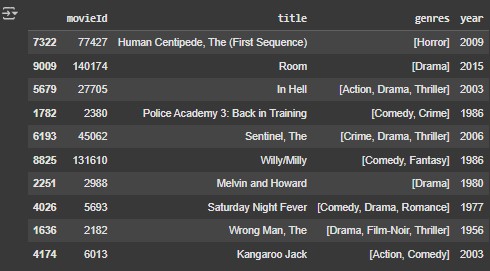 movieId title genres year
7322 77427 Human Centipede, The (First Sequence) [Horror] 2009
9009 140174 Room [Drama] 2015
5679 27705 In Hell [Action, Drama, Thriller] 2003
1782 2380 Police Academy 3: Back in Training [Comedy, Crime] 1986
6193 45062 Sentinel, The [Crime, Drama, Thriller] 2006
8825 131610 Willy/Milly [Comedy, Fantasy] 1986
2251 2988 Melvin and Howard [Drama] 1980
4026 5693 Saturday Night Fever [Comedy, Drama, Romance] 1977
1636 2182 Wrong Man, The [Drama, Film-Noir, Thriller] 1956
4174 6013 Kangaroo Jack [Action, Comedy] 2003